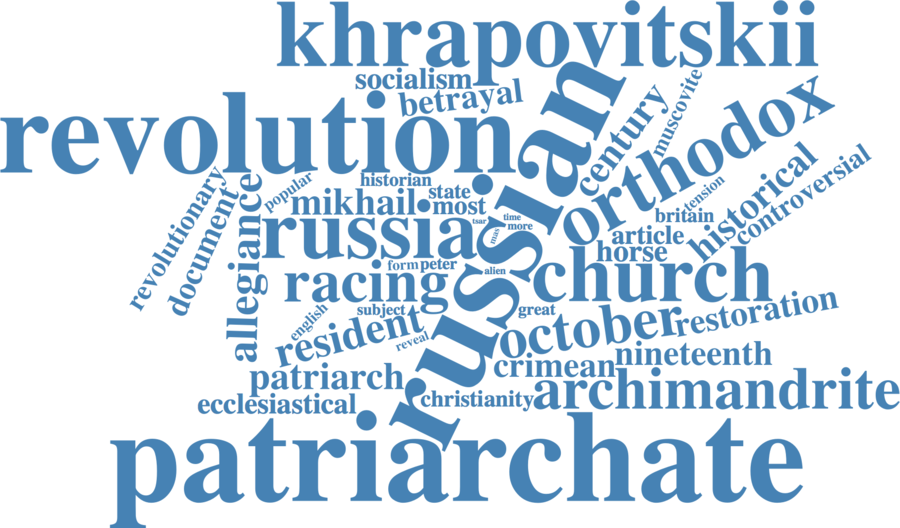 khrapovitskii
socialism
betrayal
revolution
russian
century
muscovite
orthodox
revolutionary
document
allegiance
popular
historian
mikhail
state
most
tsar
time
more
mass
tension
britain
historical
controversial
russia
article
horse
form
peter
alien
racing
church
subject
great
english
resident
reveal
october
restoration
crimean
nineteenth
patriarch
archimandrite
ecclesiastical
christianity
patriarchate